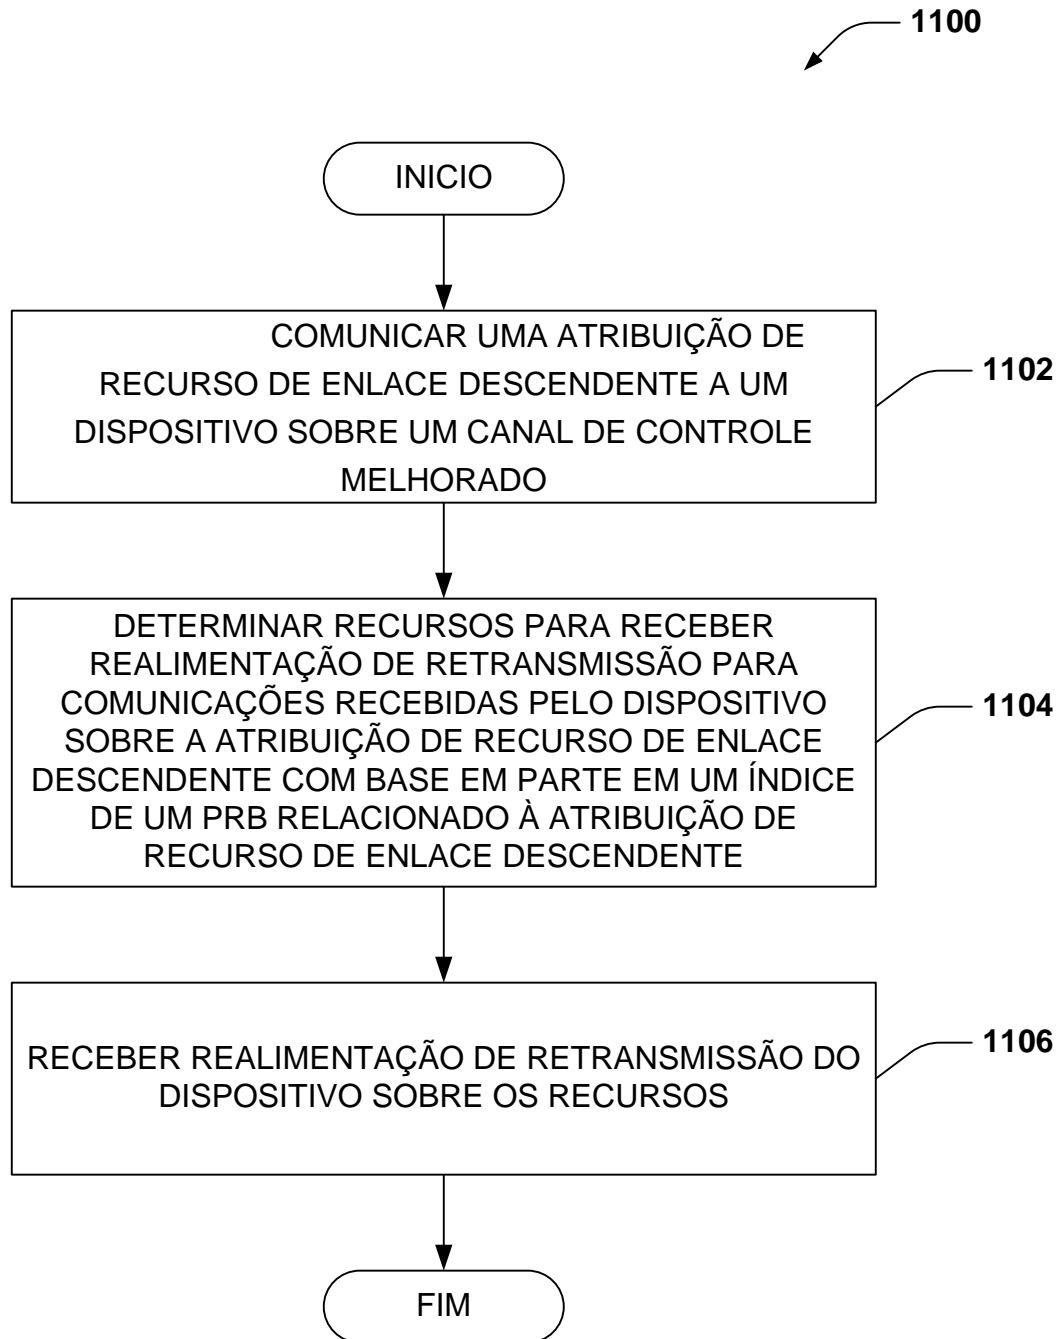 1100
INICIO
COMUNICAR UMA ATRIBUIÇÃO DE
RECURSO DE ENLACE DESCENDENTE A UM
DISPOSITIVO SOBRE UM CANAL DE CONTROLE
MELHORADO
1102
DETERMINAR RECURSOS PARA RECEBER
REALIMENTAÇÃO DE RETRANSMISSÃO PARA
COMUNICAÇÕES RECEBIDAS PELO DISPOSITIVO
SOBRE A ATRIBUIÇÃO DE RECURSO DE ENLACE
DESCENDENTE COM BASE EM PARTE EM UM ÍNDICE
DE UM PRB RELACIONADO À ATRIBUIÇÃO DE
RECURSO DE ENLACE DESCENDENTE
1104
RECEBER REALIMENTAÇÃO DE RETRANSMISSÃO DO
DISPOSITIVO SOBRE OS RECURSOS
1106
FIM